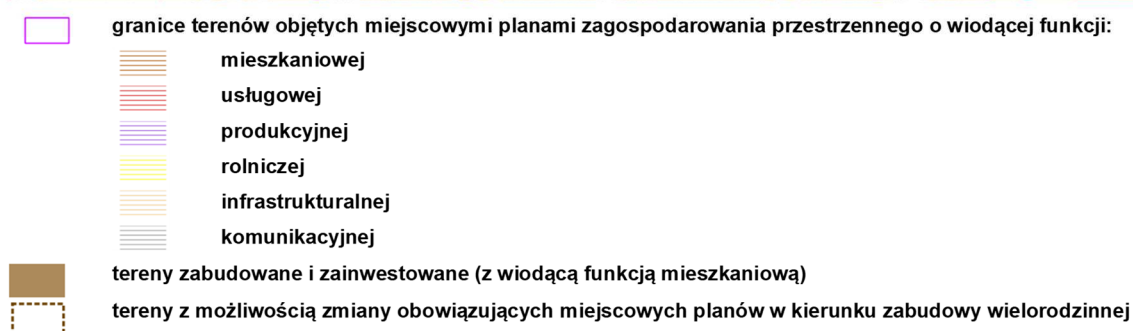 granice terenów objętych miejscowymi planami zagospodarowania przestrzennego o wiodącej funkcji:
mieszkaniowej
usługowej
produkcyjnej
rolniczej
infrastrukturalnej
komunikacyjnej
tereny zabudowane i zainwestowane (z wiodącą funkcją mieszkaniową)
tereny z możliwością zmiany obowiązujących miejscowych planów w kierunku zabudowy wielorodzinnej